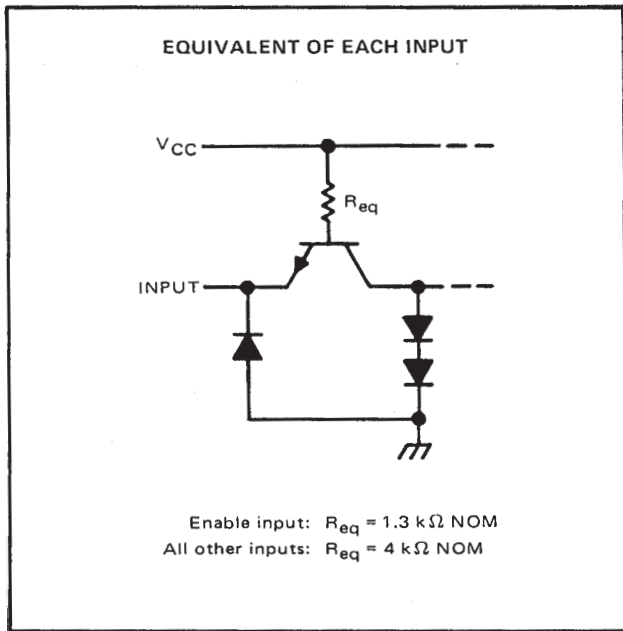 EQUIVALENT OF EACH INPUT
VCC
Req
INPUT
Enable input: Req = 1.3 kΩ NOM
All other inputs: Req = 4 kΩ NOM